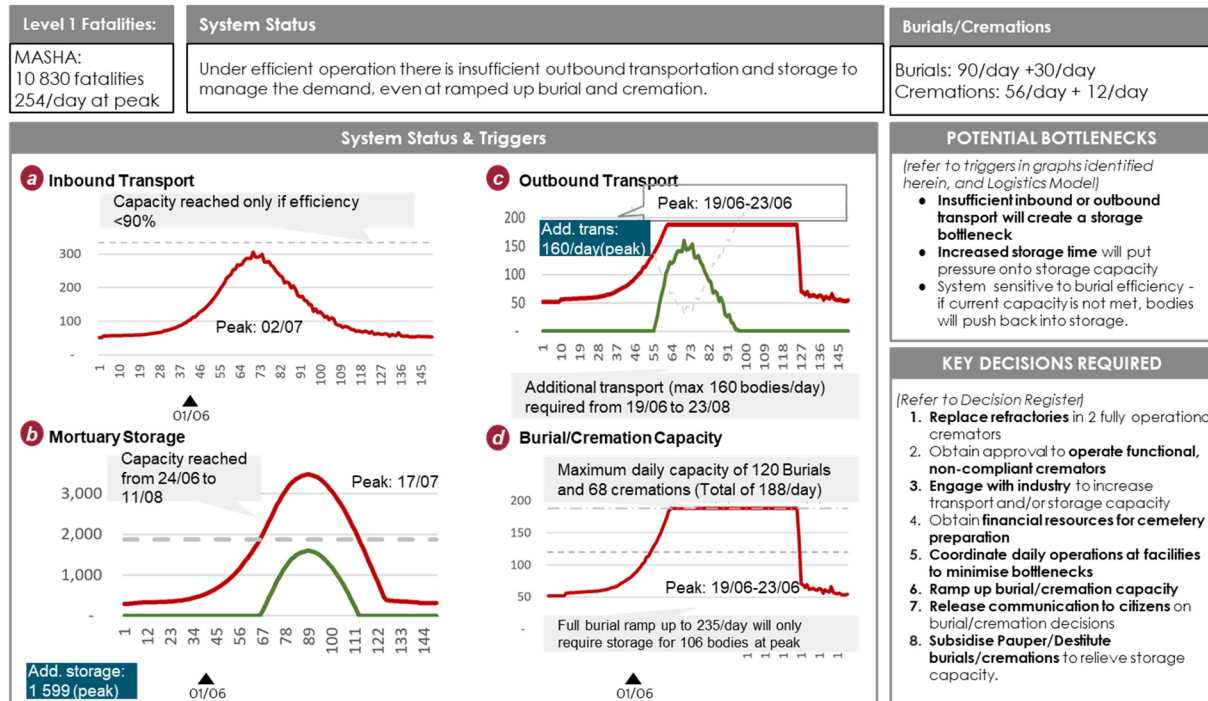 Level 1 Fatalities:
MASHA:
10 830 fatalities
254/day at peak
System Status
Under efficient operation there is insufficient outbound transportation and storage to
manage the demand, even at ramped up burial and cremation.
Burials/Cremations
Burials: 90/day +30/day
Cremations: 56/day + 12/day
System Status & Triggers
a Inbound Transport
Capacity reached only if efficiency
<90%
300
200
100
-
Peak: 02/07
1 10 19 28 37 46 55 64 73 82 91 100 109 118 127 136 145
01/06
b Mortuary Storage
Capacity reached
from 24/06 to
11/08
Peak: 17/07
3,000
2,000
1,000
-
1 12 23 34 45 56 67 78 89 100 111 122 133 144
Add. storage:
1 599 (peak)
01/06
c Outbound Transport
Peak: 19/06-23/06
Add. trans:
160/day(peak)
200
150
100
50
-
1 10 19 28 37 46 55 64 73 82 91 100 109 118 127 136 145
Additional transport (max 160 bodies/day)
required from 19/06 to 23/08
d Burial/Cremation Capacity
Maximum daily capacity of 120 Burials
and 68 cremations (Total of 188/day)
200
150
100
50
-
Peak: 19/06-23/06
Full burial ramp up to 235/day will only
require storage for 106 bodies at peak
01/06
POTENTIAL BOTTLENECKS
(refer to triggers in graphs identified
herein, and Logistics Model)
● Insufficient inbound or outbound
transport will create a storage
bottleneck
● Increased storage time will put
pressure onto storage capacity
● System sensitive to burial efficiency -
if current capacity is not met, bodies
will push back into storage.
KEY DECISIONS REQUIRED
(Refer to Decision Register)
1. Replace refractories in 2 fully operationa
cremators
2. Obtain approval to operate functional,
non-compliant cremators
3. Engage with industry to increase
transport and/or storage capacity
4. Obtain financial resources for cemetery
preparation
5. Coordinate daily operations at facilities
to minimise bottlenecks
6. Ramp up burial/cremation capacity
7. Release communication to citizens on
burial/cremation decisions
8. Subsidise Pauper/Destitute
burials/cremations to relieve storage
capacity.